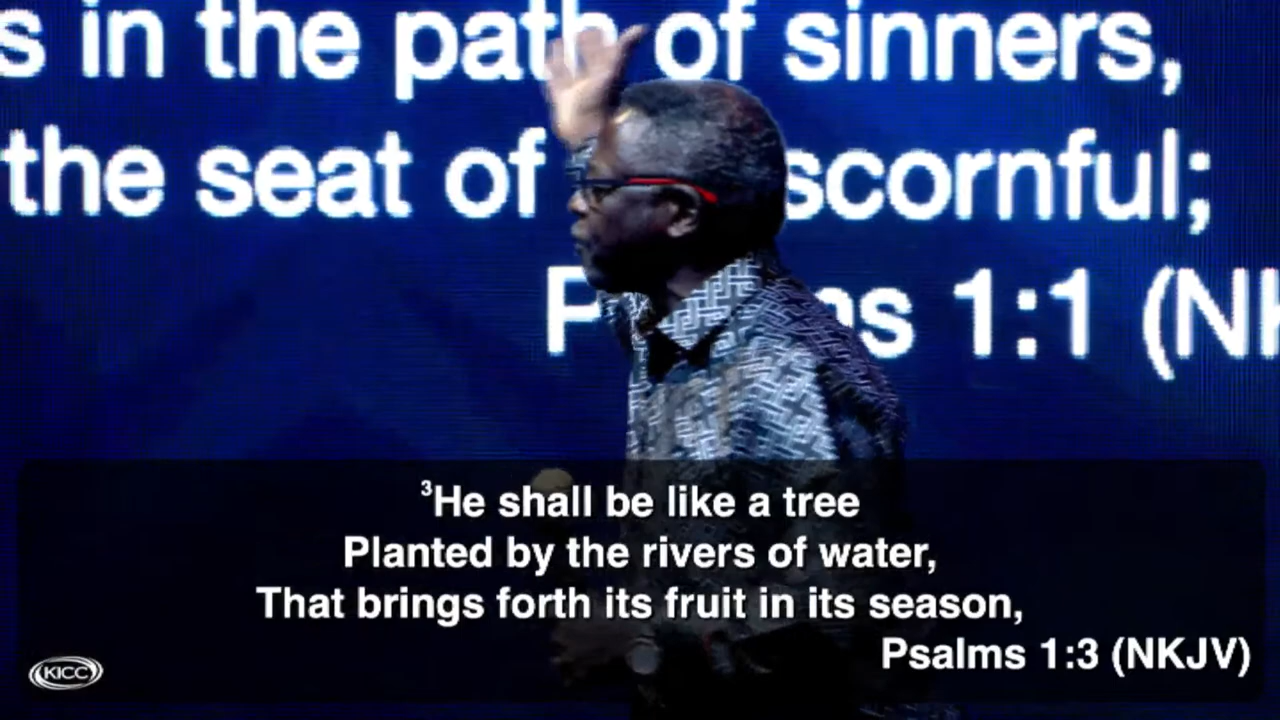 s in the path of sinners,
the seat of scornful;
1:1
³He shall be like a tree
Planted by the rivers of water,
That brings forth its fruit in its season,
Psalms 1:3 (NKJV)
KICC